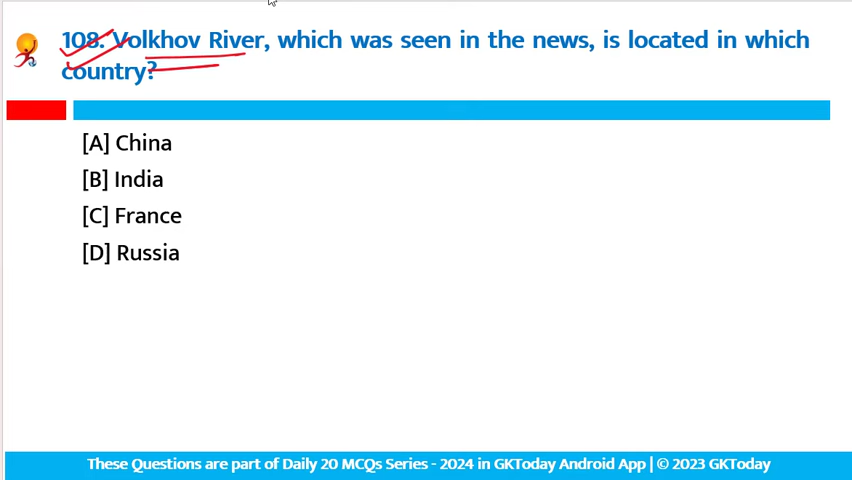 108. Volkhov River, which was seen in the news, is located in which
country?
[A] China
[B] India
[C] France
[D] Russia
These Questions are part of Daily 20 MCQs Series - 2024 in GKToday Android App | © 2023 GKToday